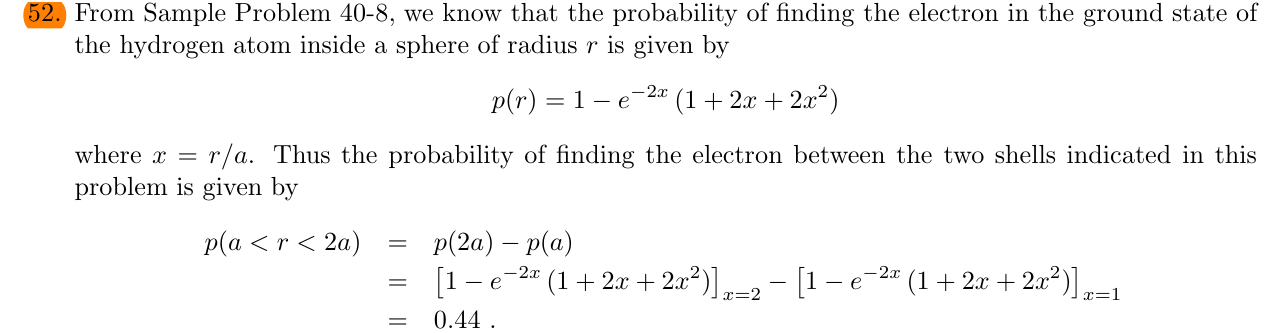 52. From Sample Problem 40-8, we know that the probability of finding the electron in the ground state of
the hydrogen atom inside a sphere of radius r is given by
p(r) = 1 − e^{−2x} (1 + 2x + 2x²)
where x = r/a. Thus the probability of finding the electron between the two shells indicated in this
problem is given by
p(a < r < 2a) = p(2a) − p(a)
= [1 − e^{−2x} (1 + 2x + 2x²)]_{x=2} − [1 − e^{−2x} (1 + 2x + 2x²)]_{x=1}
= 0.44 .